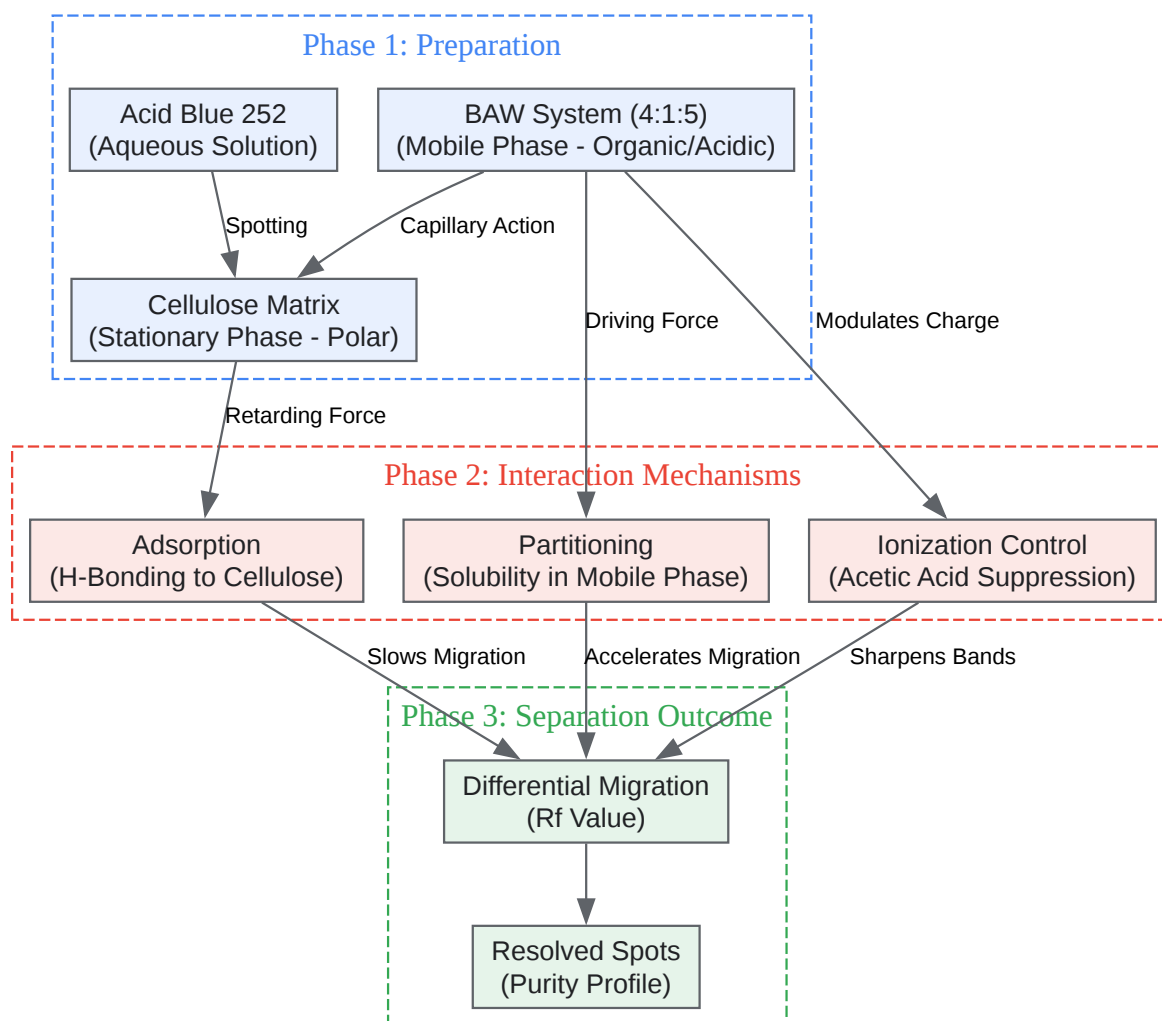 Phase 1: Preparation
Acid Blue 252
(Aqueous Solution)
BAW System (4:1:5)
(Mobile Phase - Organic/Acidic)
Spotting
Capillary Action
Cellulose Matrix
(Stationary Phase - Polar)
Driving Force
Modulates Charge
Retarding Force
Phase 2: Interaction Mechanisms
Adsorption
(H-Bonding to Cellulose)
Partitioning
(Solubility in Mobile Phase)
Ionization Control
(Acetic Acid Suppression)
Slows Migration
Accelerates Migration
Sharpens Bands
Phase 3: Separation Outcome
Differential Migration
(Rf Value)
Resolved Spots
(Purity Profile)